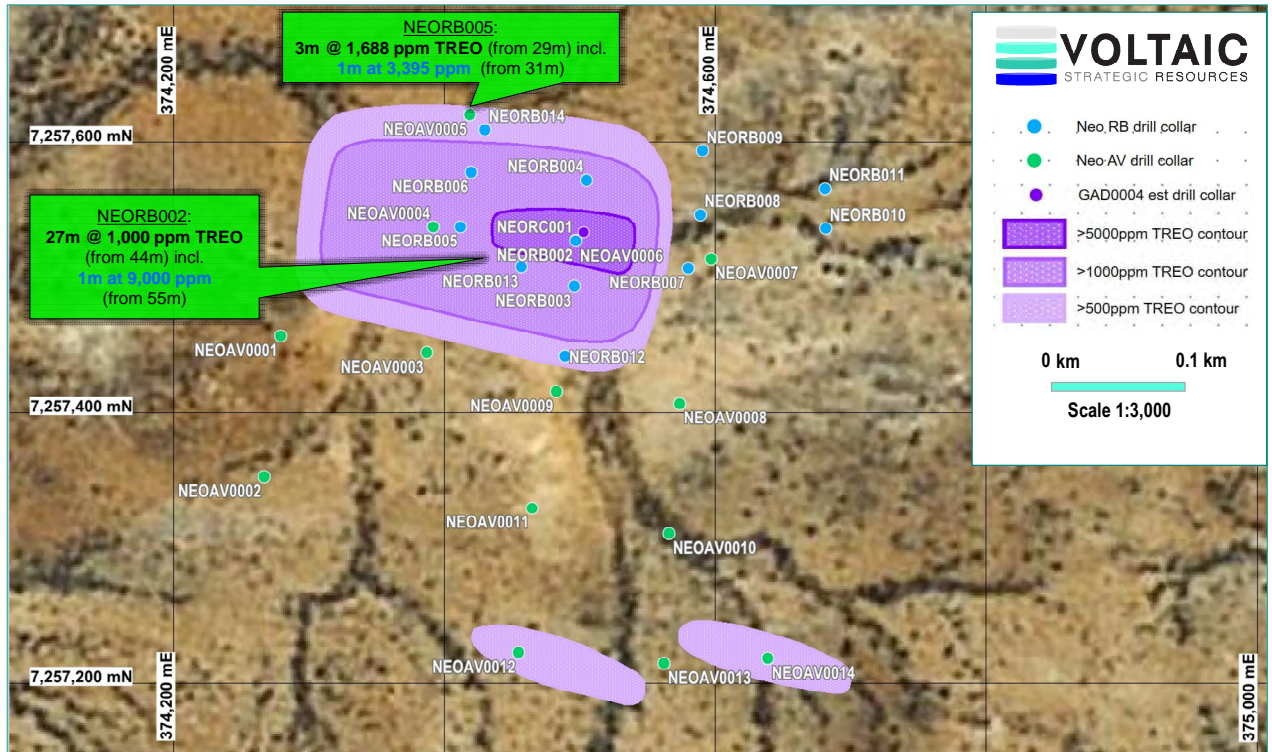 NEORB005:
3m @ 1,688 ppm TREO (from 29m) incl.
1m at 3,395 ppm (from 31m)
374,200 mE
374,600 mE
VOLTAIC
STRATEGIC RESOURCES
7,257,600 mN
NEORB014
NEOAV0005
NEORB009
NEORB004
NEORB006
NEORB011
NEORB008
NEORB010
NEOAV0004
NEORB005
NEORC001
NEORB002
NEOAV0006
NEORB013
NEORB003
NEORB007
NEOAV0007
NEORB002:
27m @ 1,000 ppm TREO
(from 44m) incl.
1m at 9,000 ppm
(from 55m)
Neo RB drill collar
Neo AV drill collar
GAD0004 est drill collar
>5000ppm TREO contour
>1000ppm TREO contour
>500ppm TREO contour
0 km
0.1 km
Scale 1:3,000
NEOAV0001
NEOAV0003
NEORB012
7,257,400 mN
NEOAV0009
NEOAV0008
NEOAV0002
NEOAV0011
NEOAV0010
NEOAV0012
NEOAV0013
NEOAV0014
7,257,200 mN
374,200 mE
375,000 mE